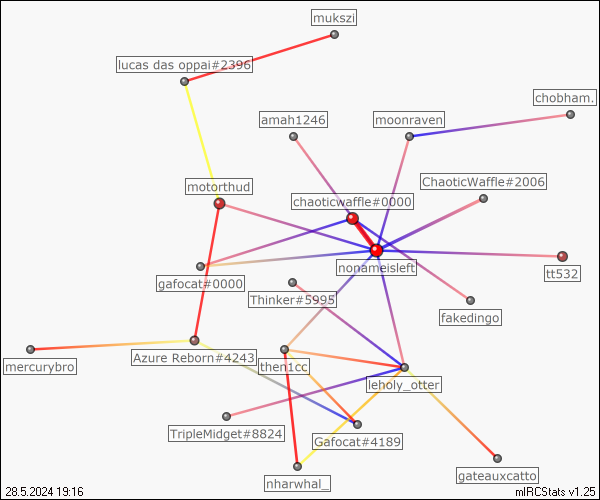 mukszi
lucas das oppai#2396
chobham.
amah1246
moonraven
motorthud
ChaoticWaffle#2006
chaoticwaffle#0000
nonameisleft
tt532
gafocat#0000
Thinker#5995
fakedingo
mercurybro
Azure Reborn#4243
then1cc
leholy_otter
TripleMidget#8824
Gafocat#4189
nharwhal_
gateauxcatto
28.5.2024 19:16
mIRCStats v1.25